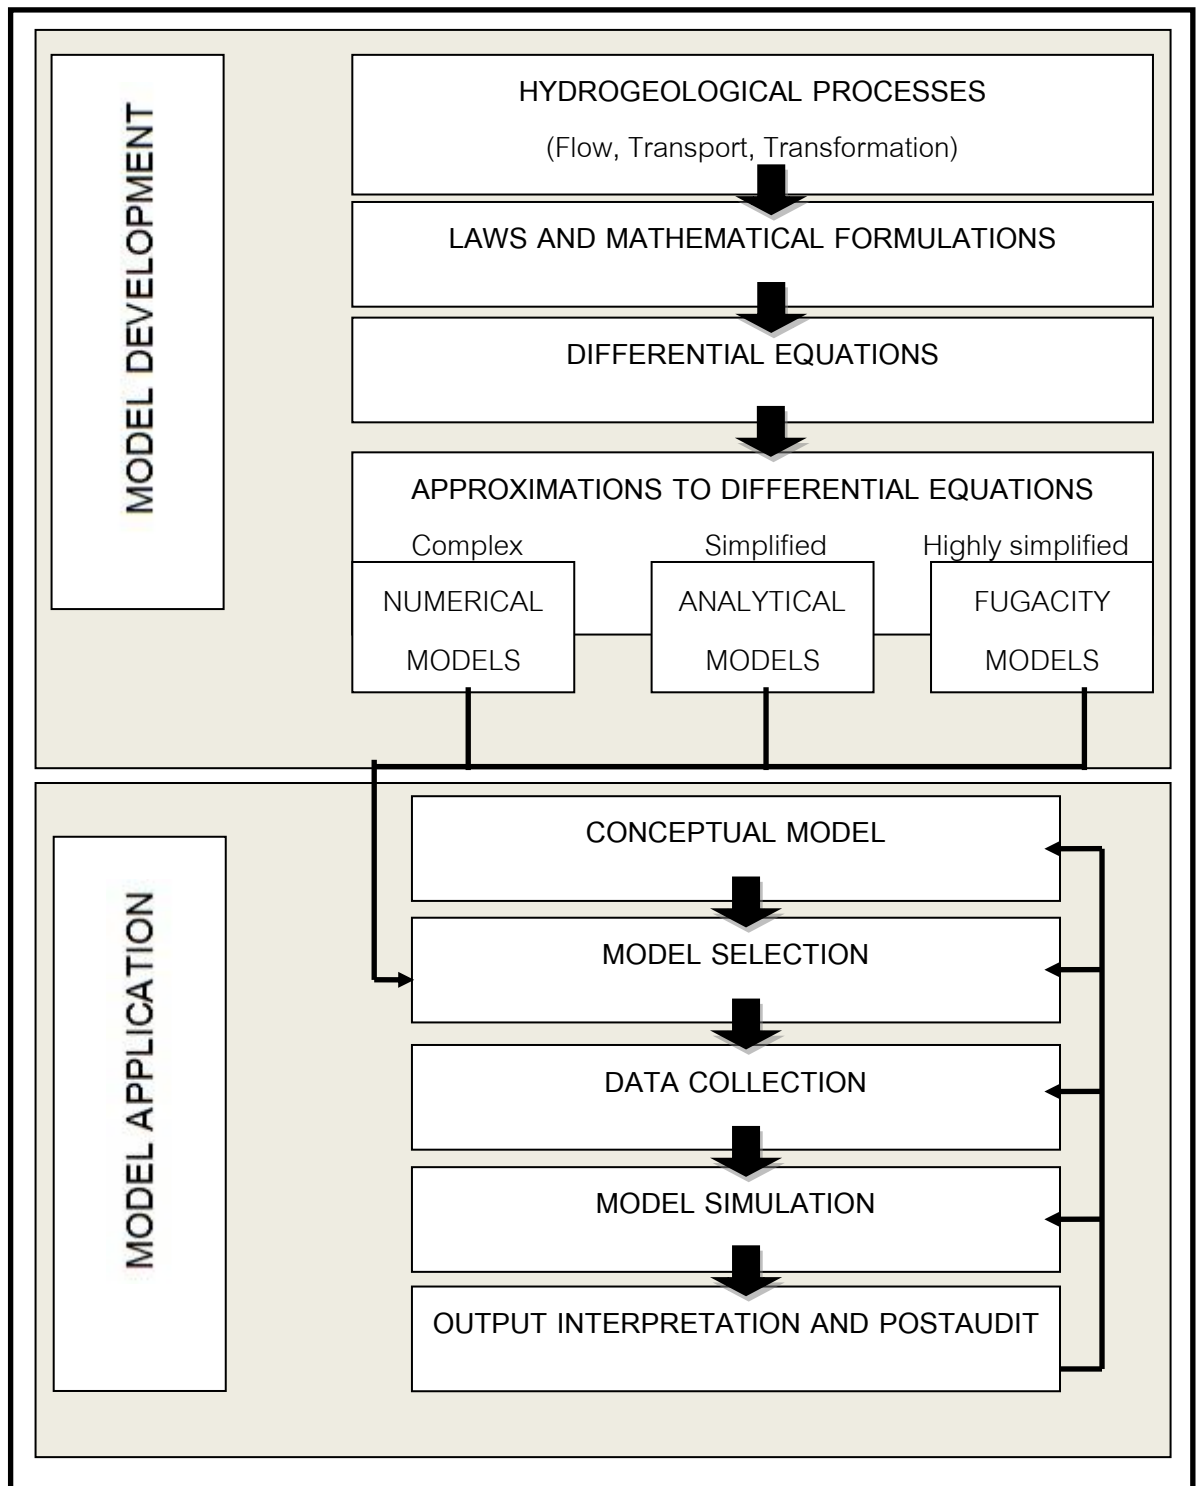 MODEL DEVELOPMENT
HYDROGEOLOGICAL PROCESSES
(Flow, Transport, Transformation)
LAWS AND MATHEMATICAL FORMULATIONS
DIFFERENTIAL EQUATIONS
APPROXIMATIONS TO DIFFERENTIAL EQUATIONS
Complex
NUMERICAL
MODELS
Simplified
ANALYTICAL
MODELS
Highly simplified
FUGACITY
MODELS
MODEL APPLICATION
CONCEPTUAL MODEL
MODEL SELECTION
DATA COLLECTION
MODEL SIMULATION
OUTPUT INTERPRETATION AND POSTAUDIT